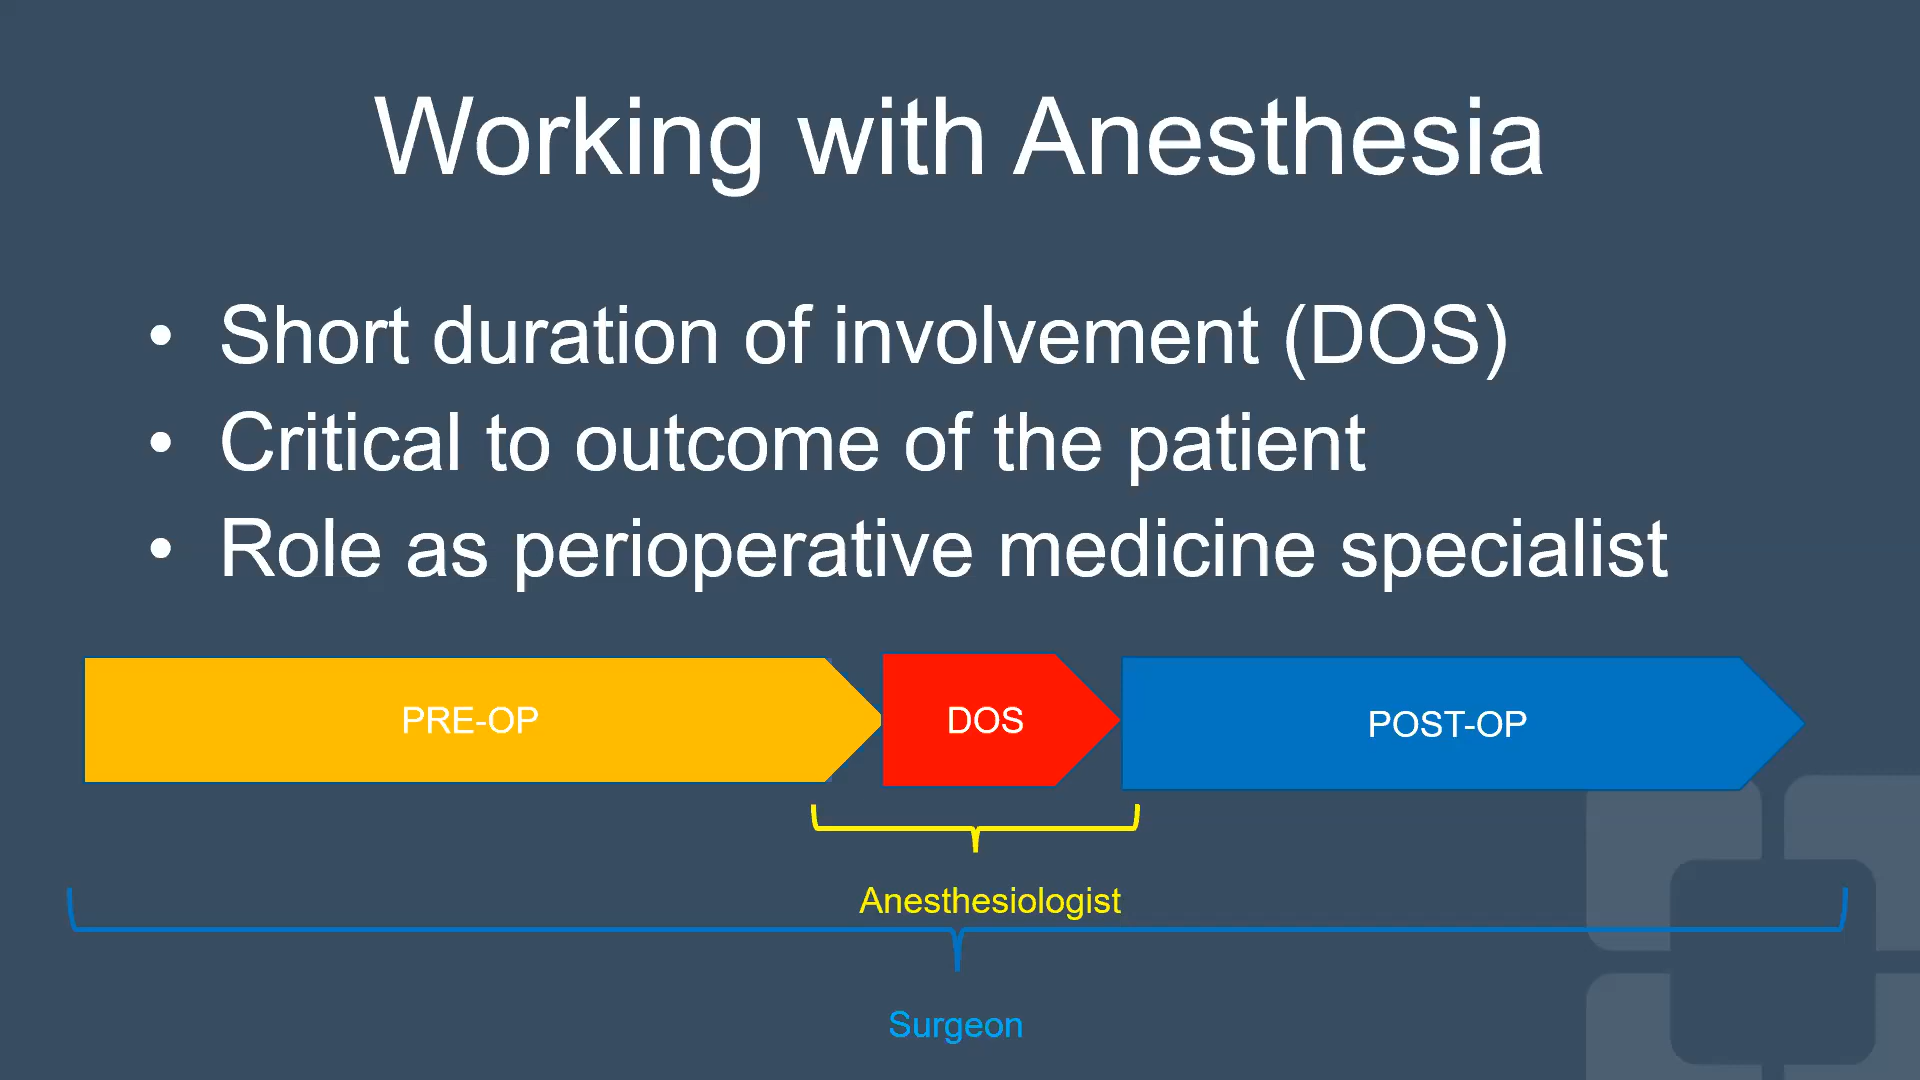 Working with Anesthesia
• Short duration of involvement (DOS)
• Critical to outcome of the patient
• Role as perioperative medicine specialist
PRE-OP
DOS
POST-OP
Anesthesiologist
Surgeon